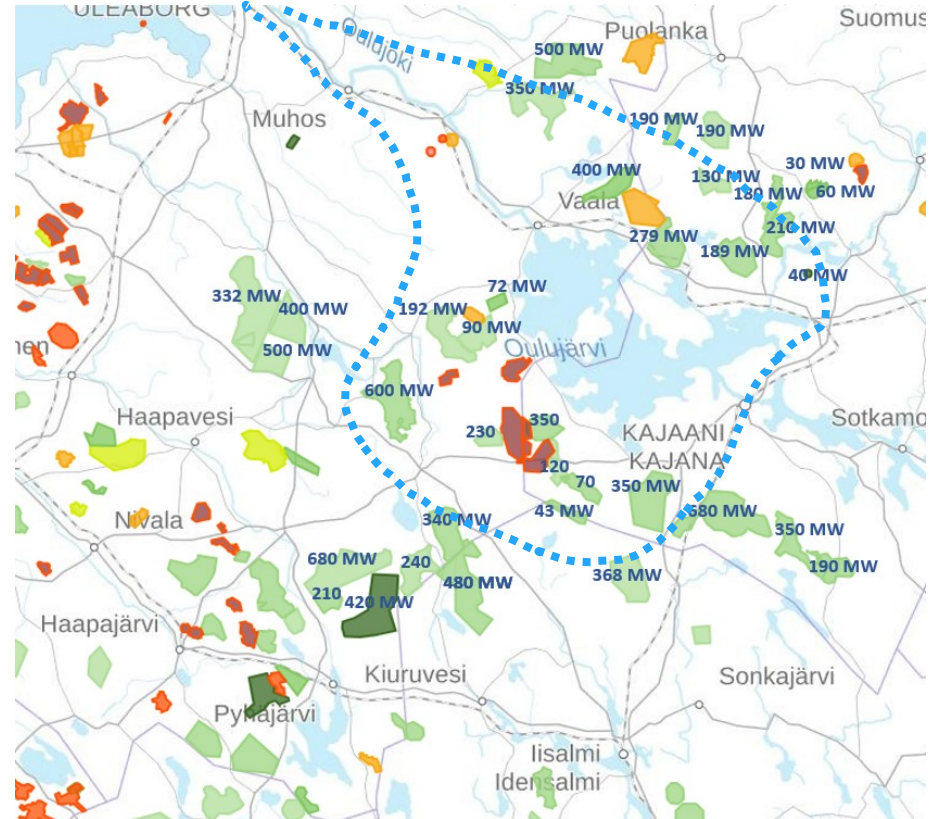 ULEABORG
Oulujoki
500 MW
Puolanka
Suomus
350 MW
Muhos
190 MW
190 MW
400 MW
130 MW
30 MW
Vaala
180 MW
60 MW
279 MW
210 MW
189 MW
40 MW
332 MW
400 MW
192 MW
72 MW
90 MW
nen
500 MW
Oulujärvi
600 MW
Haapavesi
230
350
KAJAANI
KAJANA
Sotkamo
120
70
350 MW
43 MW
Nivala
340 MW
680 MW
350 MW
680 MW
240
190 MW
210
420 MW
480 MW
368 MW
Haapajärvi
Kiuruvesi
Sonkajärvi
Pyhäjärvi
Iisalmi
Idensalmi